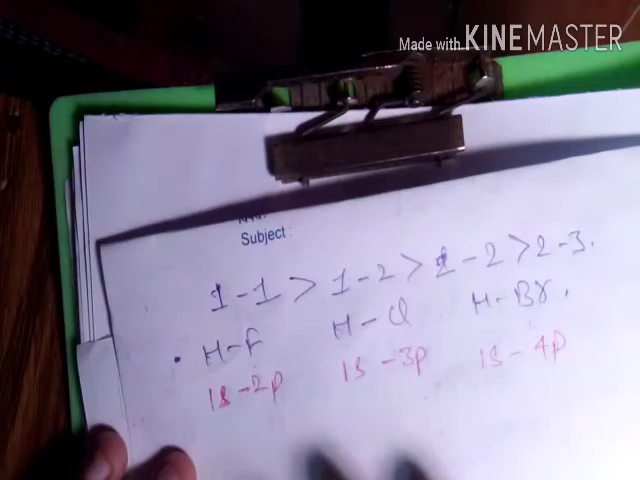 Made with KINEMASTER
Subject :
1-1 > 1-2 > 2-2 > 2-3.
• H-F H-Cl H-Br.
1s-2p 1s-3p 1s-4p